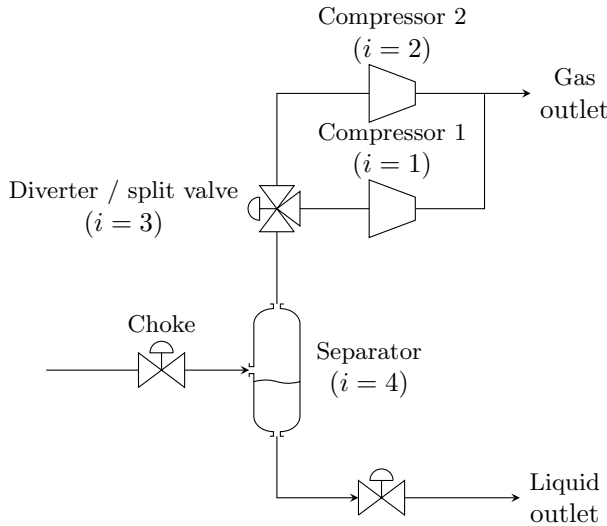 Compressor 2
(i = 2)
Gas
outlet
Compressor 1
(i = 1)
Diverter / split valve
(i = 3)
Choke
Separator
(i = 4)
Liquid
outlet